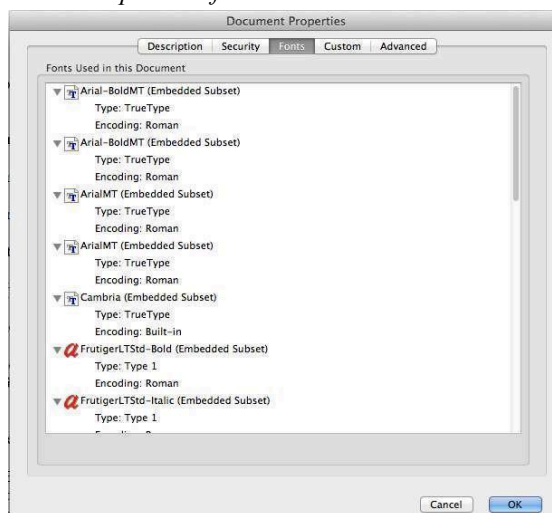 Document Properties
Description Security Fonts Custom Advanced
Fonts Used in this Document
Arial-BoldMT (Embedded Subset)
Type: TrueType
Encoding: Roman
Arial-BoldMT (Embedded Subset)
Type: TrueType
Encoding: Roman
ArialMT (Embedded Subset)
Type: TrueType
Encoding: Roman
ArialMT (Embedded Subset)
Type: TrueType
Encoding: Roman
Cambria (Embedded Subset)
Type: TrueType
Encoding: Built-in
FrutigerLTStd-Bold (Embedded Subset)
Type: Type 1
Encoding: Roman
FrutigerLTStd-Italic (Embedded Subset)
Type: Type 1
Cancel OK